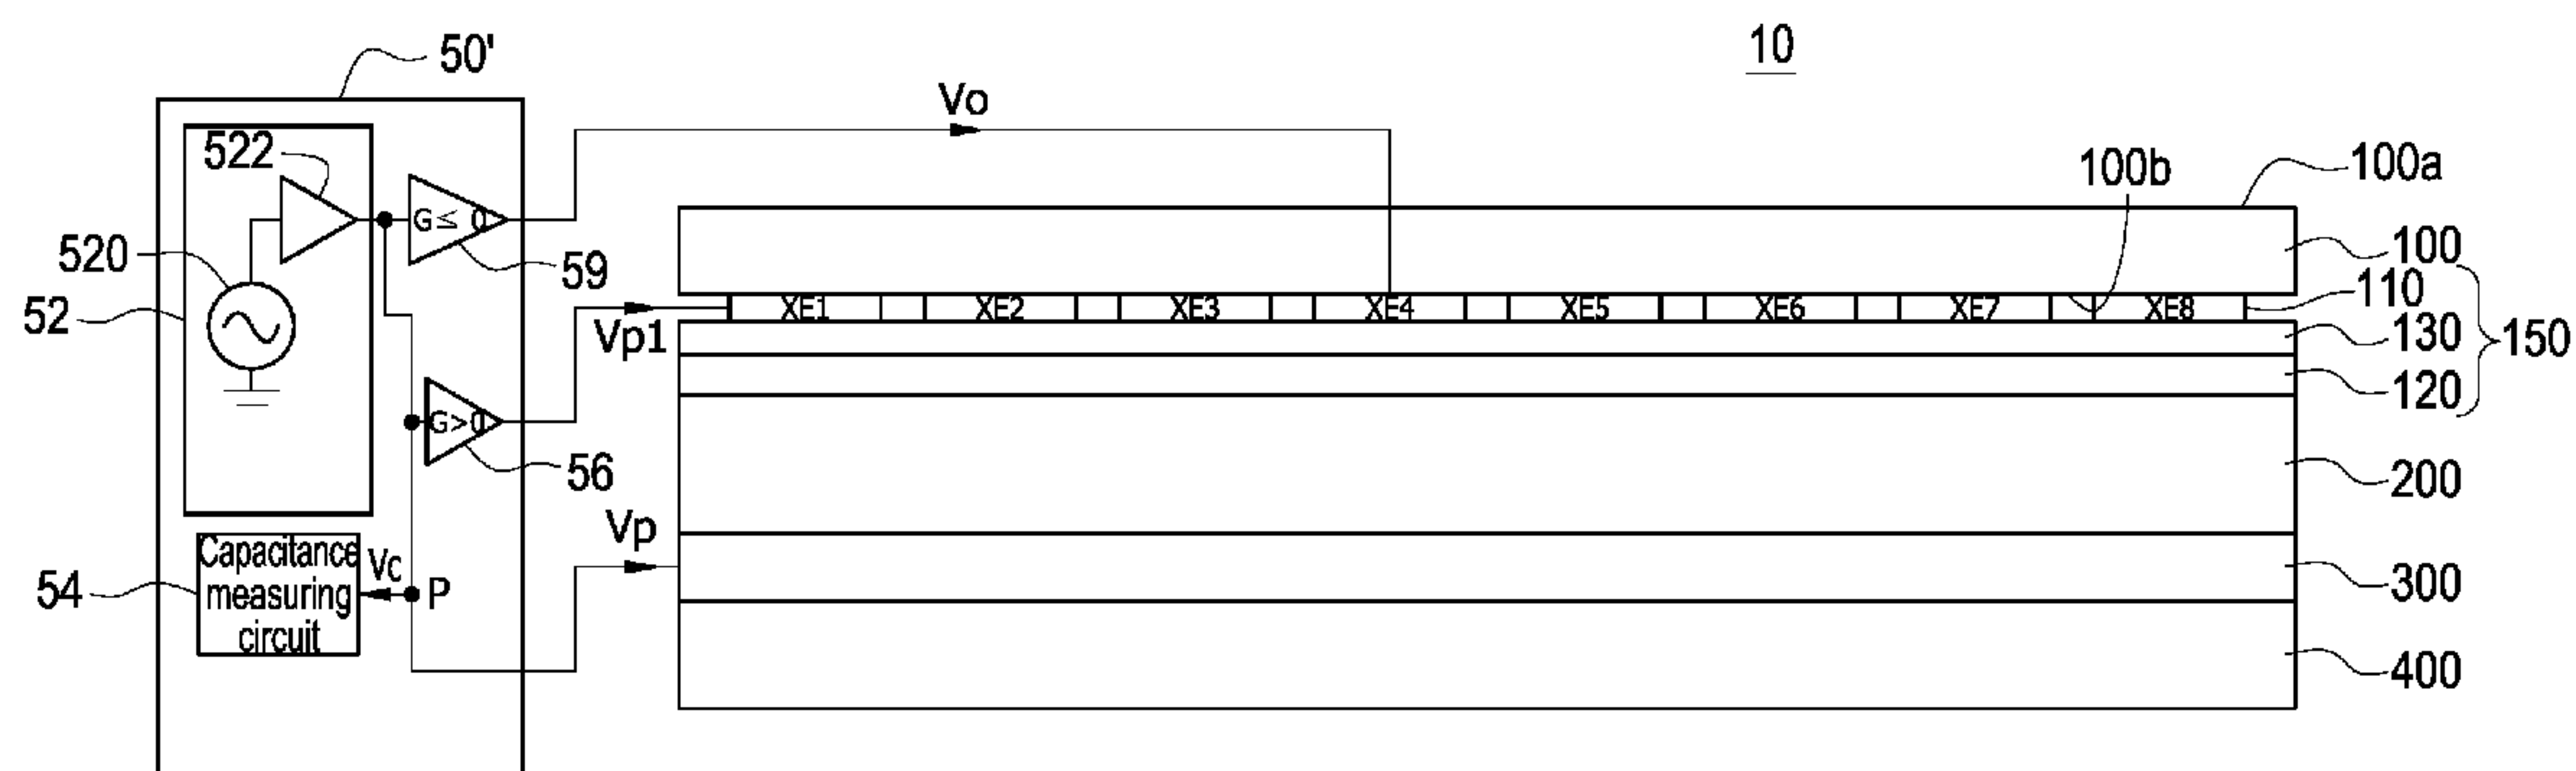 10
50'
Vo
522
100b
100a
G≤ 0
100
520
59
XE1 XE2 XE3 XE4 XE5 XE6 XE7 XE8
110
52
Vp1
130
150
120
G>0
56
200
Vp
Capacitance
measuring
circuit
Vc
P
54
300
400